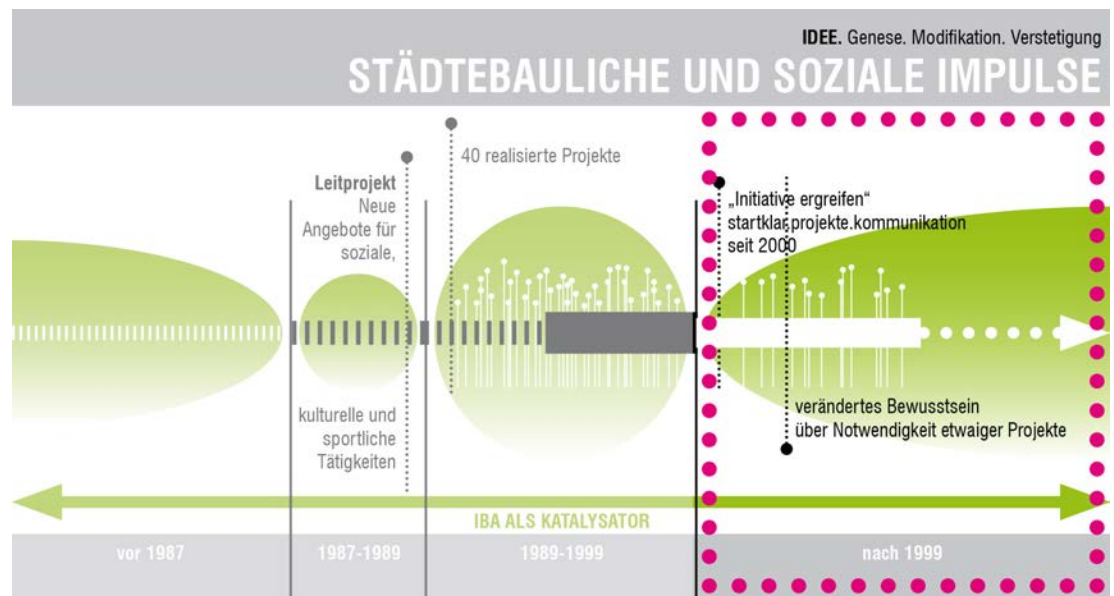 IDEE. Genese. Modifikation. Verstetigung
STÄDTEBAULICHE UND SOZIALE IMPULSE
Leitprojekt
Neue
Angebote für
soziale,
kulturelle und
sportliche
Tätigkeiten
40 realisierte Projekte
„Initiative ergreifen“
startklar.projekte.kommunikation
seit 2000
verändertes Bewusstsein
über Notwendigkeit etwaiger Projekte
IBA ALS KATALYSATOR
vor 1987
1987-1989
1989-1999
nach 1999